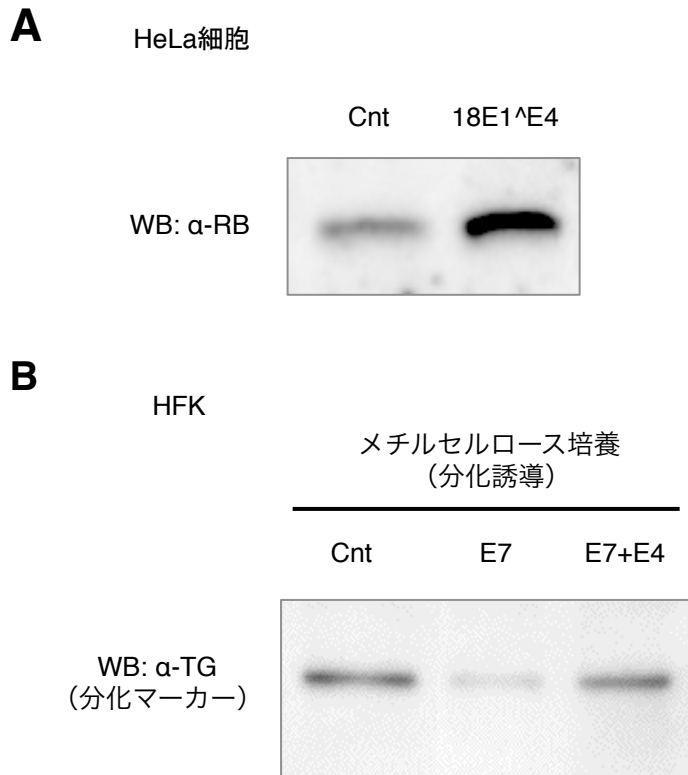 A
HeLa細胞
Cnt 18E1^E4
WB: α-RB
B
HFK
メチルセルロース培養
（分化誘導）
Cnt E7 E7+E4
WB: α-TG
（分化マーカー）